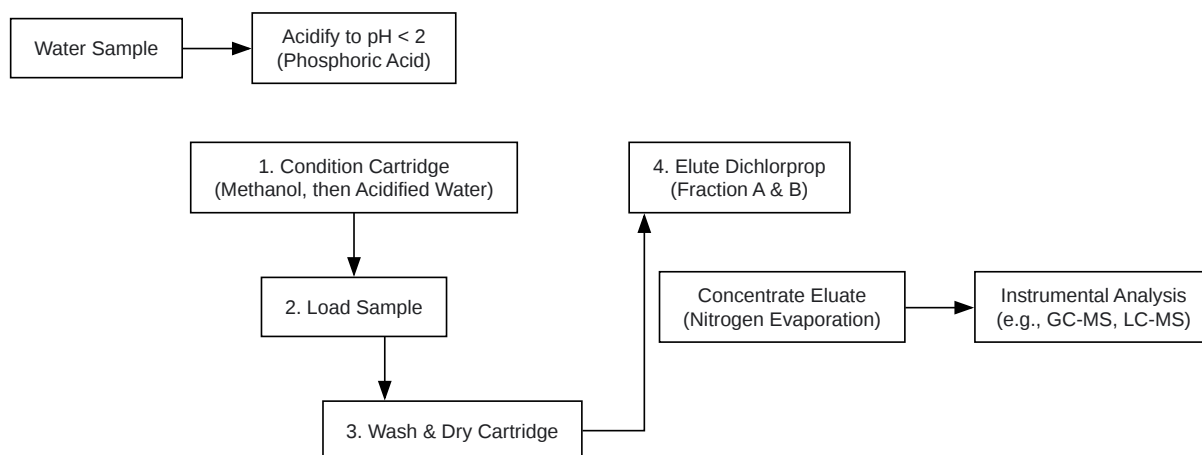 Water Sample
Acidify to pH < 2
(Phosphoric Acid)
1. Condition Cartridge
(Methanol, then Acidified Water)
2. Load Sample
3. Wash & Dry Cartridge
4. Elute Dichlorprop
(Fraction A & B)
Concentrate Eluate
(Nitrogen Evaporation)
Instrumental Analysis
(e.g., GC-MS, LC-MS)